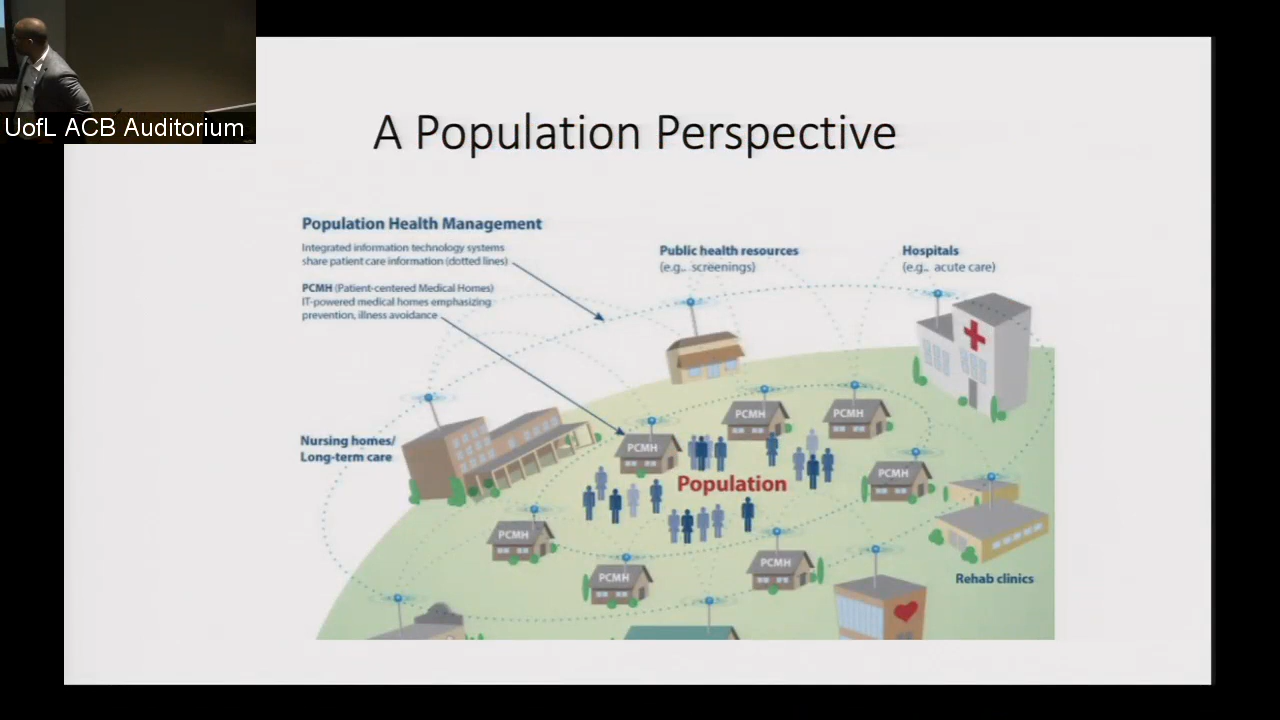 UofL ACB Auditorium
A Population Perspective
Population Health Management
Integrated information technology systems
share patient care information (dotted lines)
PCMH (Patient-centered Medical Homes)
IT-powered medical homes emphasizing
prevention, illness avoidance
Public health resources
(e.g.. screenings)
Hospitals
(e.g.. acute care)
Nursing homes/
Long-term care
PCMH
PCMH
PCMH
PCMH
Population
PCMH
PCMH
PCMH
Rehab clinics